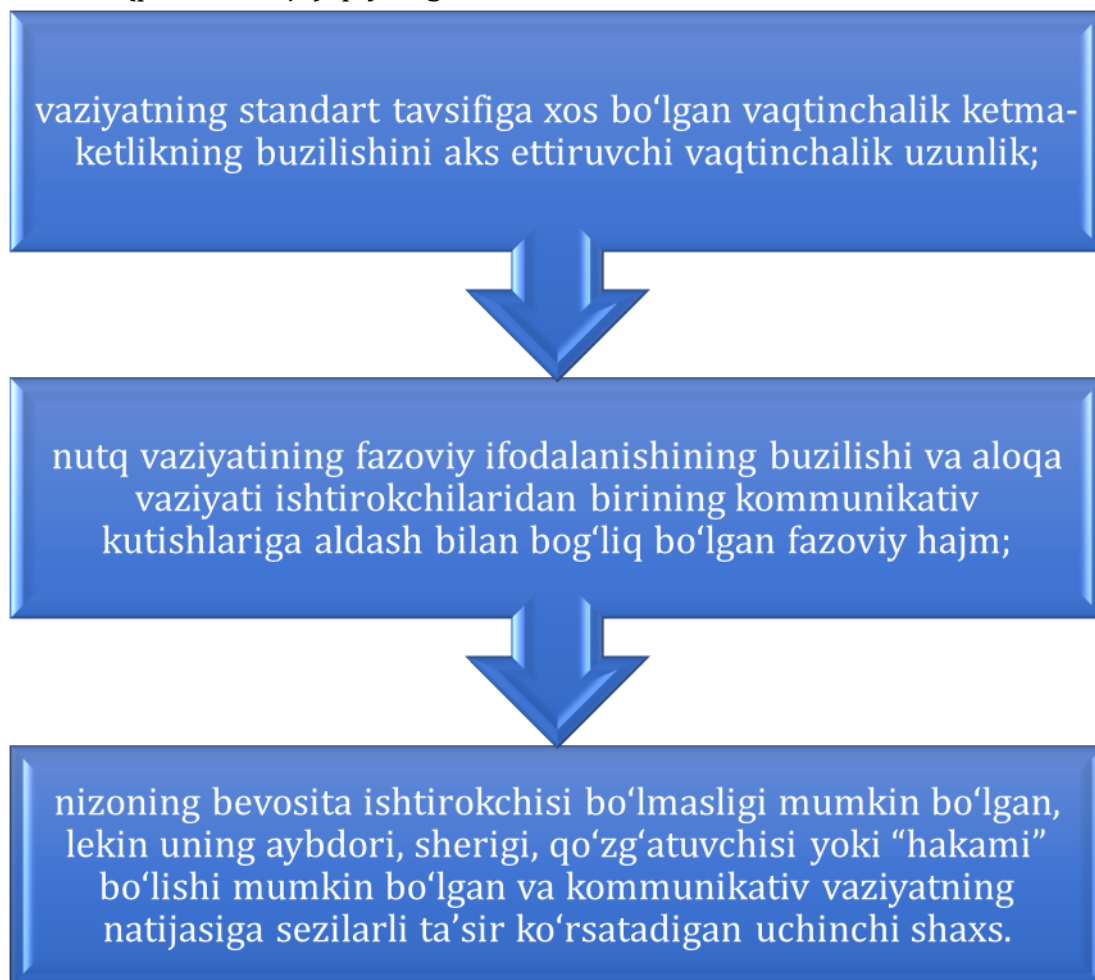 vaziyatning standart tavsifiga xos bo‘lgan vaqtinchalik ketma-
ketlikning buzilishini aks ettiruvchi vaqtinchalik uzunlik;
nutq vaziyatining fazoviy ifodalanishining buzilishi va aloqa
vaziyati ishtirokchilaridan birining kommunikativ
kutishlariga aldash bilan bog‘liq bo‘lgan fazoviy hajm;
nizoning bevosita ishtirokchisi bo‘lmasligi mumkin bo‘lgan,
lekin uning aybdori, sherigi, qo‘zg‘atuvchisi yoki “hakami”
bo‘lishi mumkin bo‘lgan va kommunikativ vaziyatning
natijasiga sezilarli ta’sir ko‘rsatadigan uchinchi shaxs.